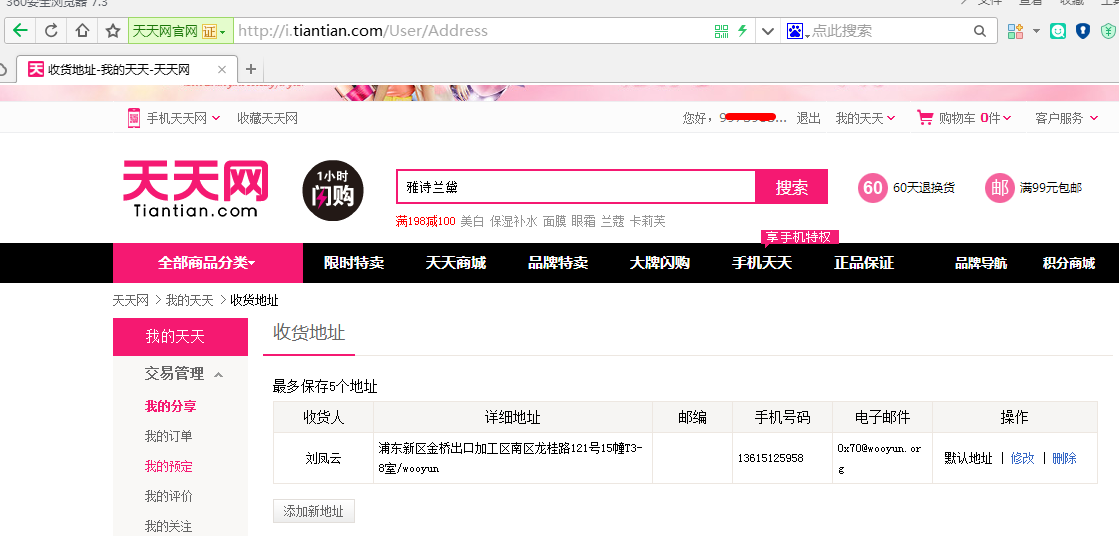 360安全浏览器 7.3
文件 查看 收藏
天天网官网 证
http://i.tiantian.com/User/Address
点此搜索
收货地址-我的天天-天天网
手机天天网 收藏天天网
您好， 退出 我的天天 购物车 0件 客户服务
天天网
Tiantian.com
1小时
闪购
雅诗兰黛
搜索
60 60天退换货
邮 满99元包邮
满198减100 美白 保湿补水 面膜 眼霜 兰蔻 卡莉芙
享手机特权
全部商品分类 限时特卖 天天商城 品牌特卖 大牌闪购 手机天天 正品保证 品牌导航 积分商城
天天网 > 我的天天 > 收货地址
我的天天
收货地址
交易管理
我的分享
我的订单
我的预定
我的评价
我的关注
最多保存5个地址
收货人 详细地址 邮编 手机号码 电子邮件 操作
刘凤云 浦东新区金桥出口加工区南区龙桂路121号15幢T3-
8室/wooyun
13615125958
0x70@wooyun.or
g
默认地址 | 修改 | 删除
添加新地址